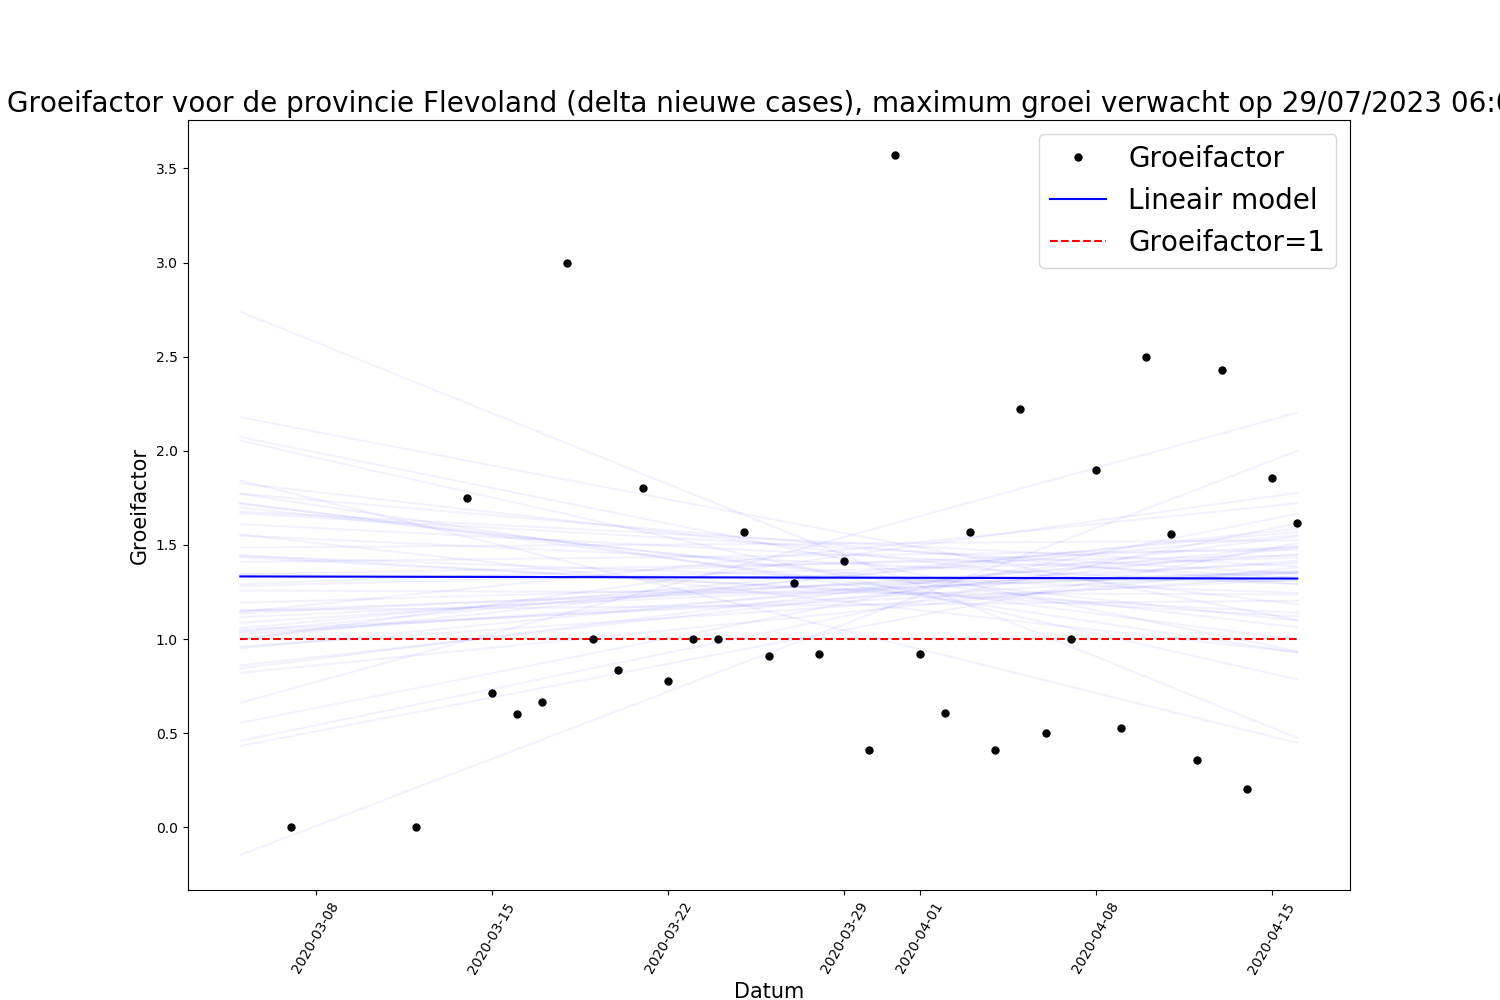 Groeifactor voor de provincie Flevoland (delta nieuwe cases), maximum groei verwacht op 29/07/2023 06:
Groeifactor
Lineair model
Groeifactor=1
3.5
3.0
2.5
2.0
1.5
1.0
0.5
0.0
Groeifactor
2020-03-08
2020-03-15
2020-03-22
2020-03-29
2020-04-01
2020-04-08
2020-04-15
Datum